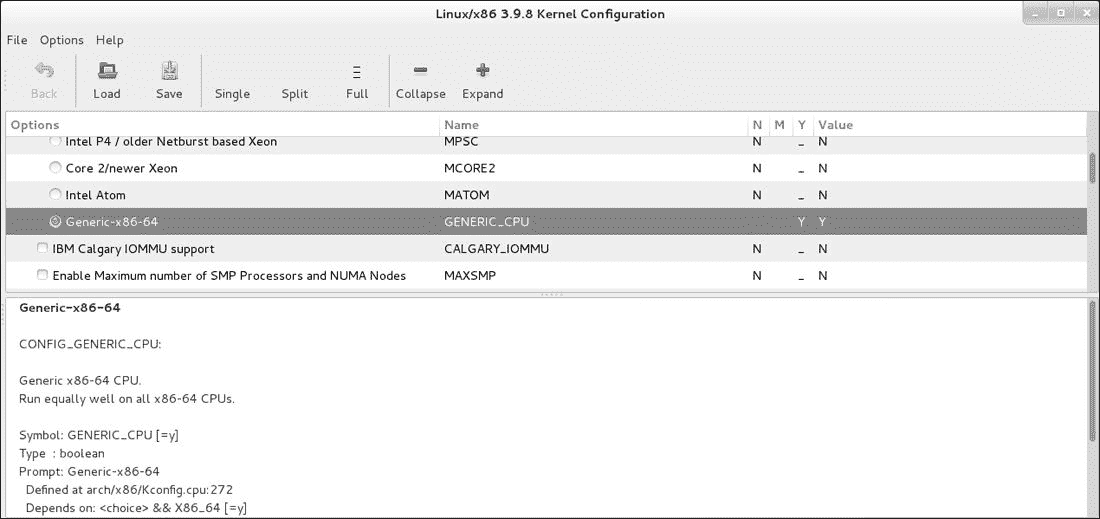 Linux/x86 3.9.8 Kernel Configuration
File Options Help
Back Load Save Single Split Full Collapse Expand
Options Name N M Y Value
Intel P4 / older Netburst based Xeon MPSC N _ N
Core 2/newer Xeon MCORE2 N _ N
Intel Atom MATOM N _ N
Generic-x86-64 GENERIC_CPU Y Y
IBM Calgary IOMMU support CALGARY_IOMMU N _ N
Enable Maximum number of SMP Processors and NUMA Nodes MAXSMP N _ N
Generic-x86-64
CONFIG_GENERIC_CPU:
Generic x86-64 CPU.
Run equally well on all x86-64 CPUs.
Symbol: GENERIC_CPU [=y]
Type : boolean
Prompt: Generic-x86-64
Defined at arch/x86/Kconfig.cpu:272
Depends on: <choice> && X86_64 [=y]